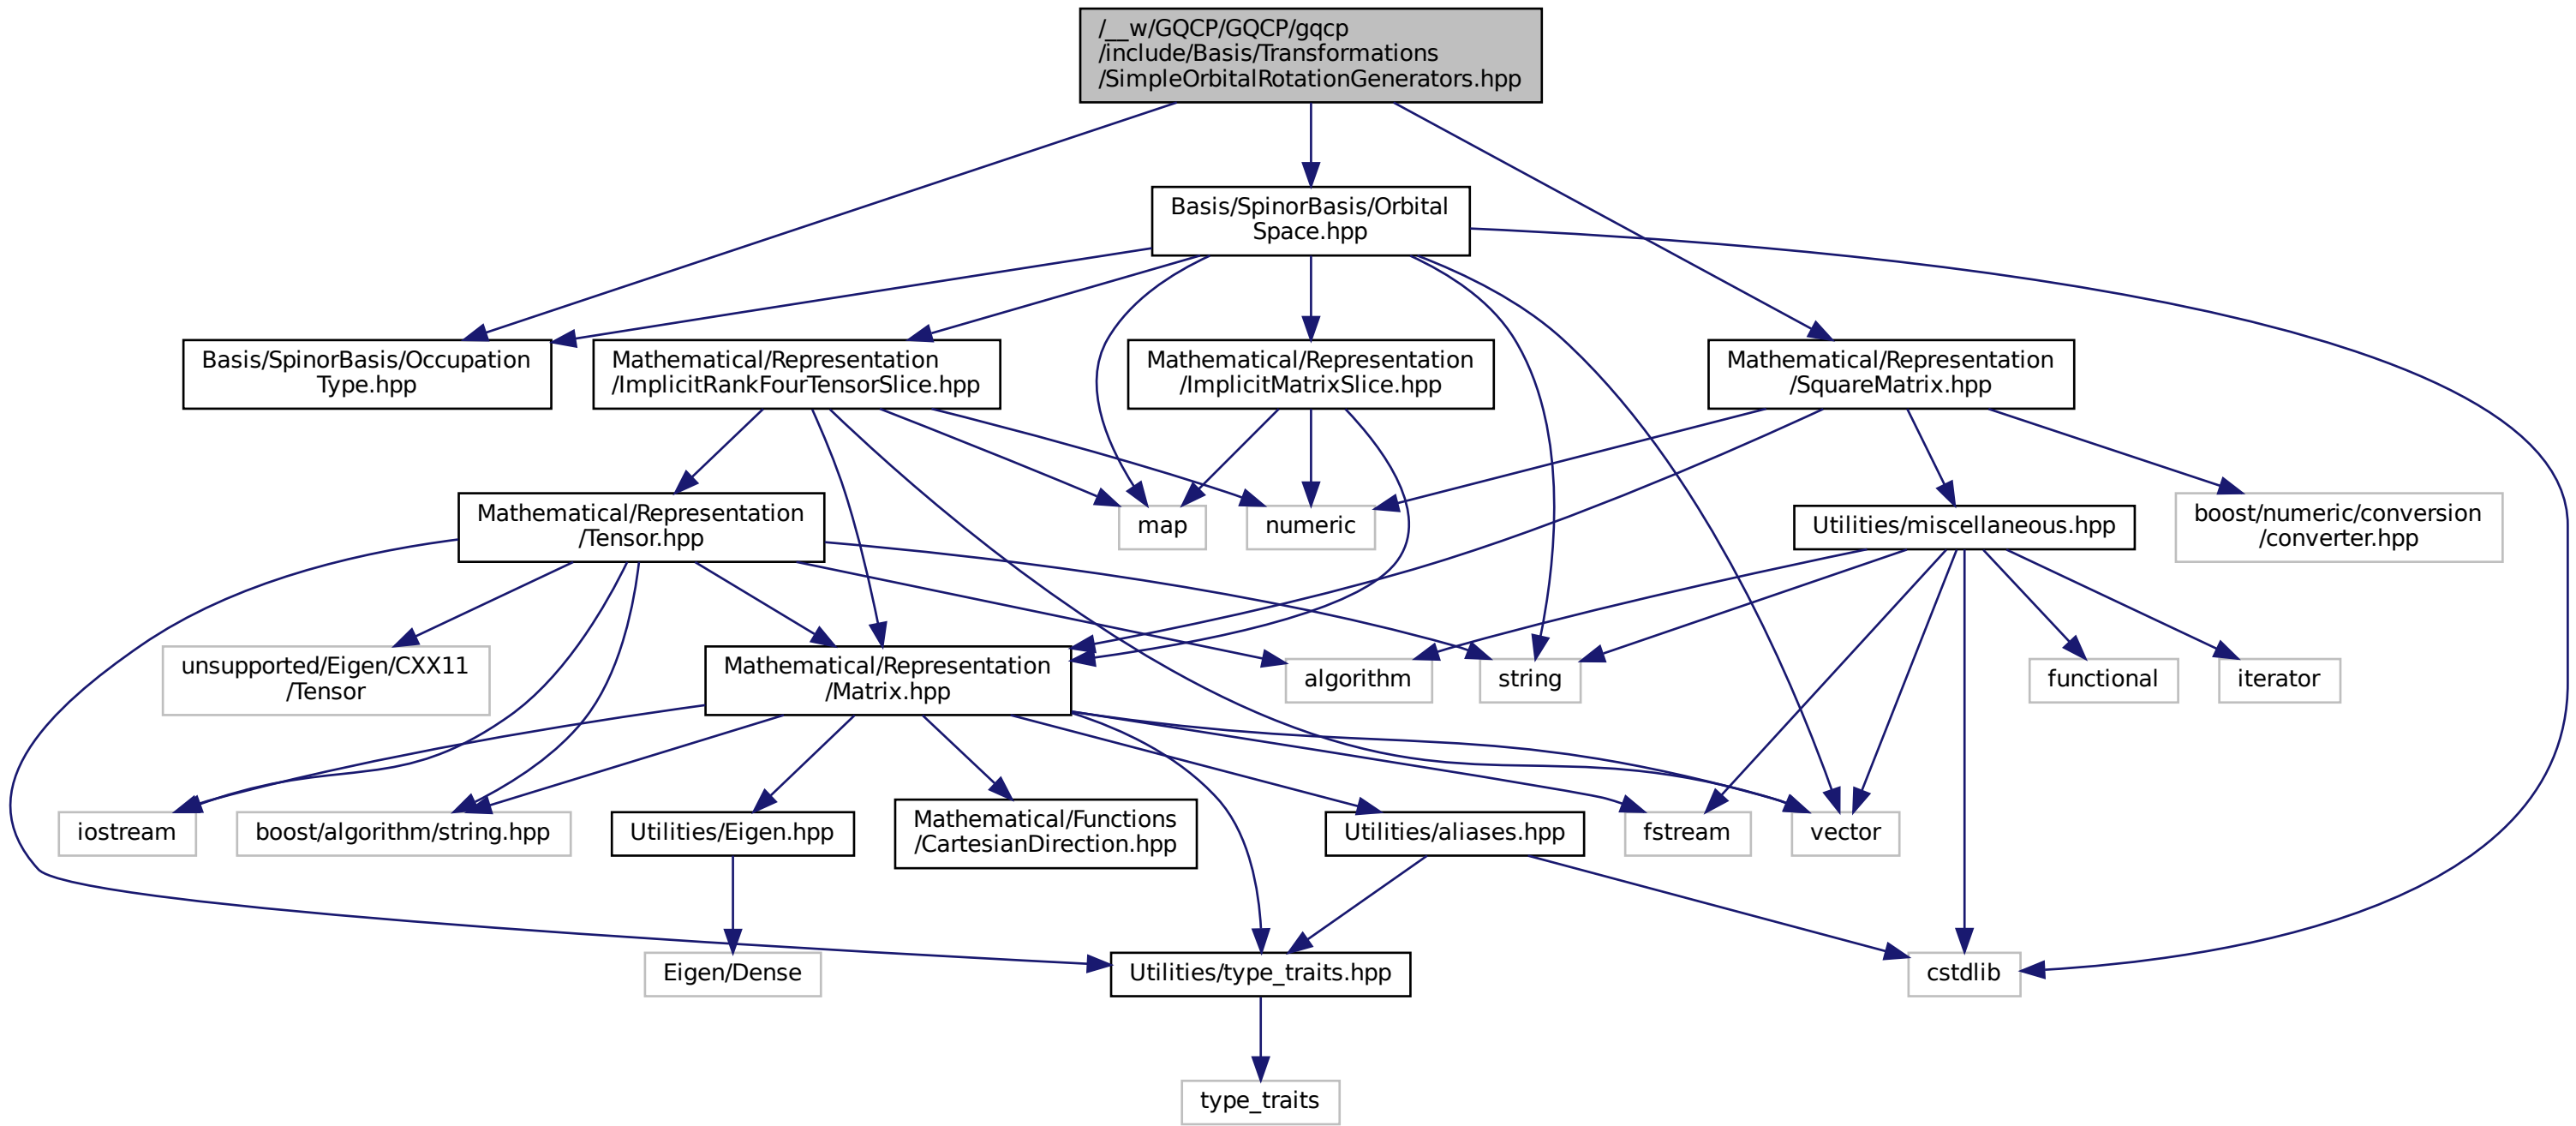 /__w/GQCP/GQCP/gqcp
/include/Basis/Transformations
/SimpleOrbitalRotationGenerators.hpp
Basis/SpinorBasis/Orbital
Space.hpp
Basis/SpinorBasis/Occupation
Type.hpp
Mathematical/Representation
/ImplicitRankFourTensorSlice.hpp
Mathematical/Representation
/ImplicitMatrixSlice.hpp
Mathematical/Representation
/SquareMatrix.hpp
Mathematical/Representation
/Tensor.hpp
map
numeric
Utilities/miscellaneous.hpp
boost/numeric/conversion
/converter.hpp
unsupported/Eigen/CXX11
/Tensor
Mathematical/Representation
/Matrix.hpp
algorithm
string
functional
iterator
iostream
boost/algorithm/string.hpp
Utilities/Eigen.hpp
Mathematical/Functions
/CartesianDirection.hpp
Utilities/aliases.hpp
fstream
vector
Eigen/Dense
Utilities/type_traits.hpp
cstdlib
type_traits